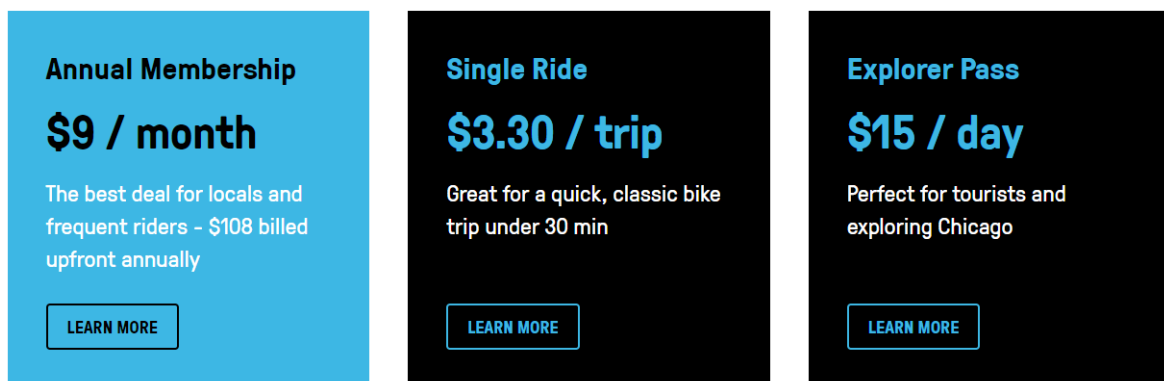 Annual Membership
$9 / month
The best deal for locals and
frequent riders - $108 billed
upfront annually
LEARN MORE
Single Ride
$3.30 / trip
Great for a quick, classic bike
trip under 30 min
LEARN MORE
Explorer Pass
$15 / day
Perfect for tourists and
exploring Chicago
LEARN MORE